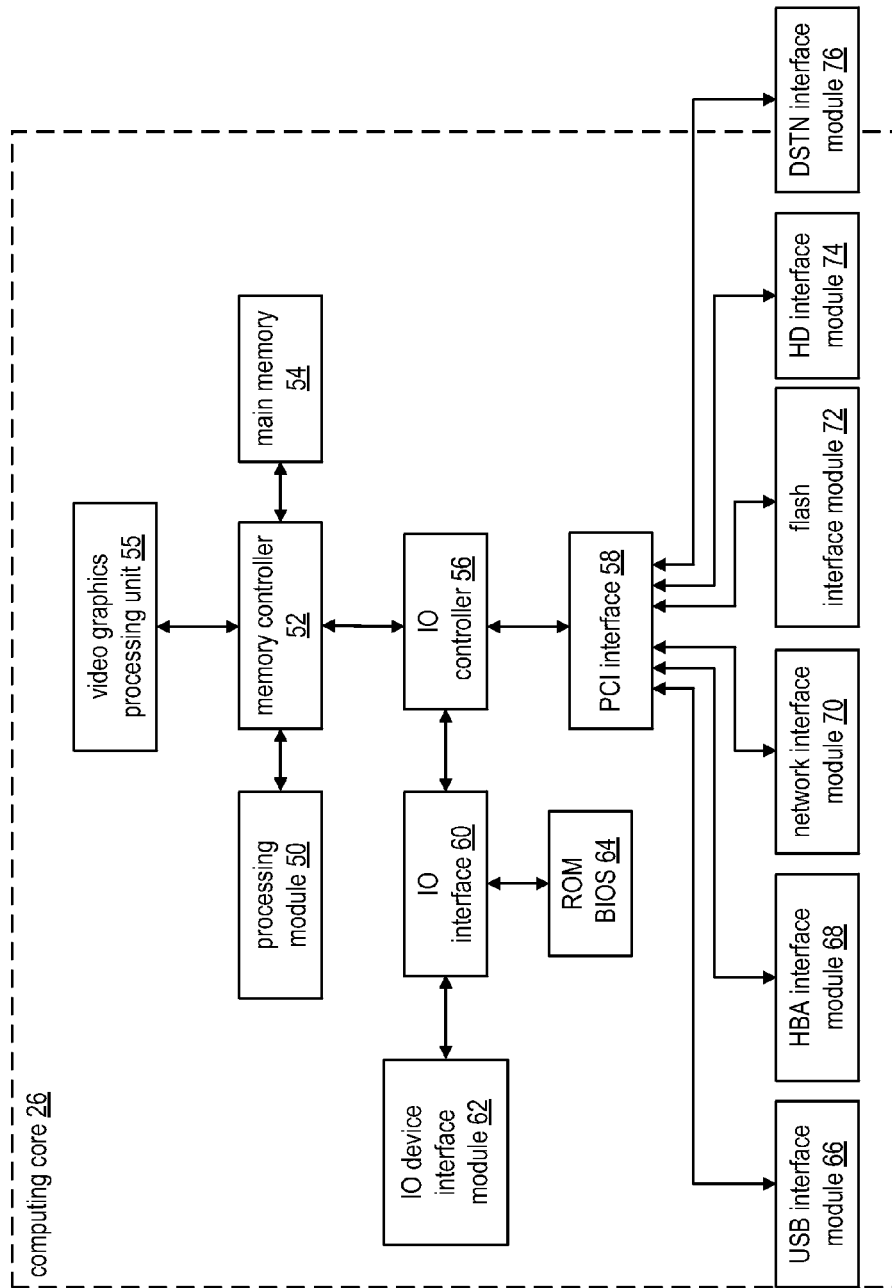 computing core 26
video graphics
processing unit 55
processing
module 50
memory controller
52
main memory
54
IO device
interface
module 62
IO
interface 60
IO
controller 56
ROM
BIOS 64
PCI interface 58
USB interface
module 66
HBA interface
module 68
network interface
module 70
flash
interface module 72
HD interface
module 74
DSTN interface
module 76